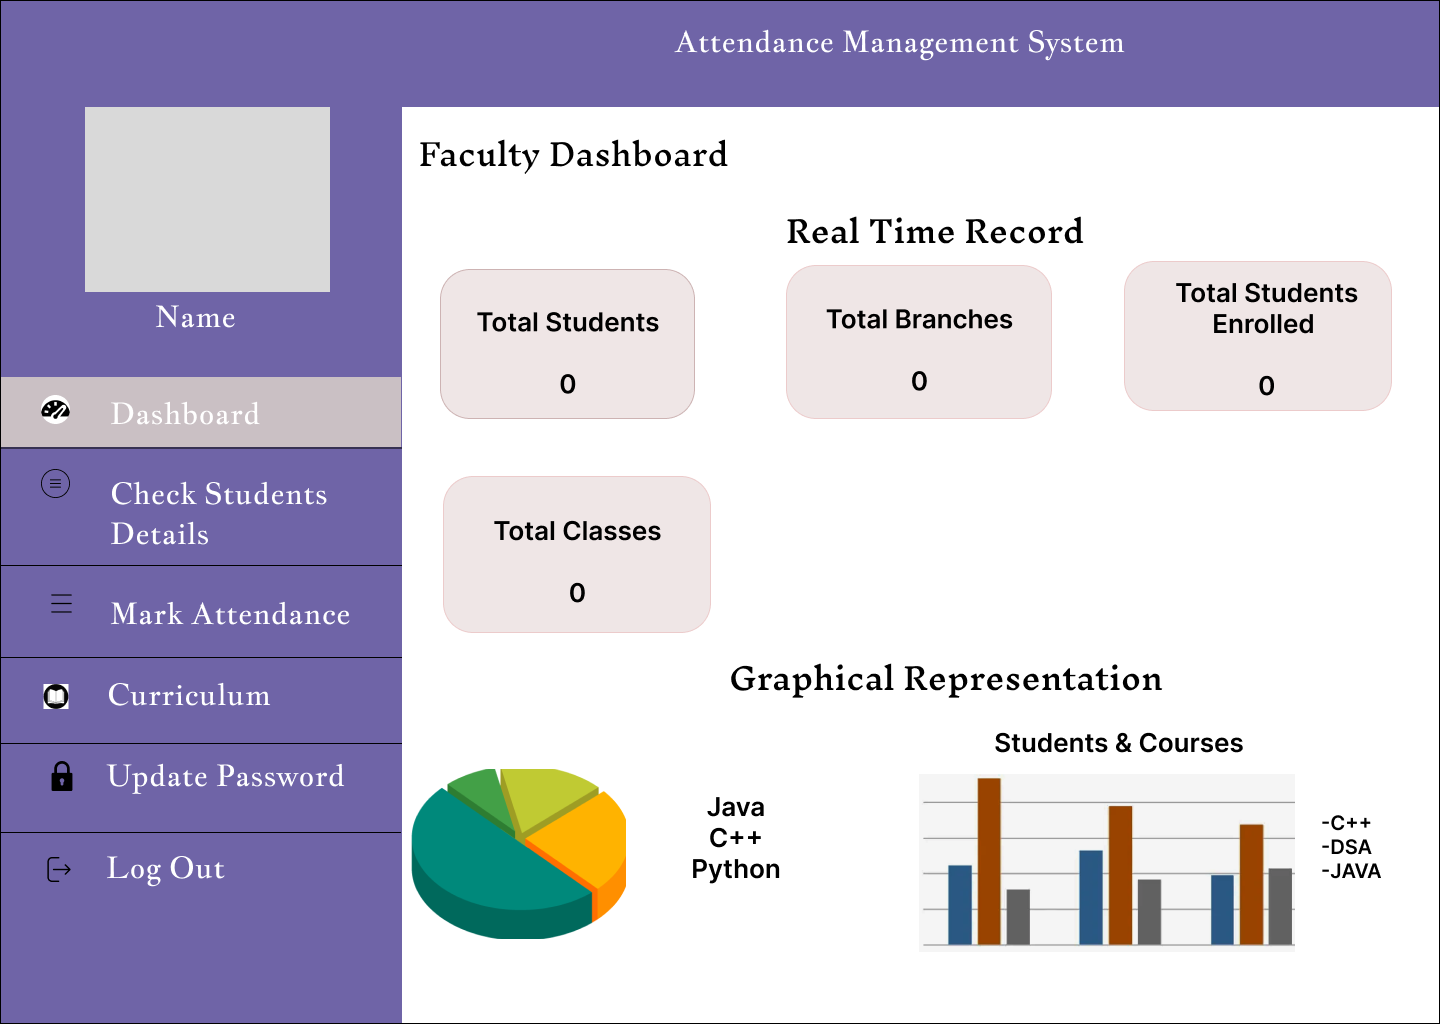 Attendance Management System
Name
Dashboard
Check Students
Details
Mark Attendance
Curriculum
Update Password
Log Out
Faculty Dashboard
Real Time Record
Total Students
0
Total Branches
0
Total Students
Enrolled
0
Total Classes
0
Graphical Representation
Java
C++
Python
Students & Courses
-C++
-DSA
-JAVA